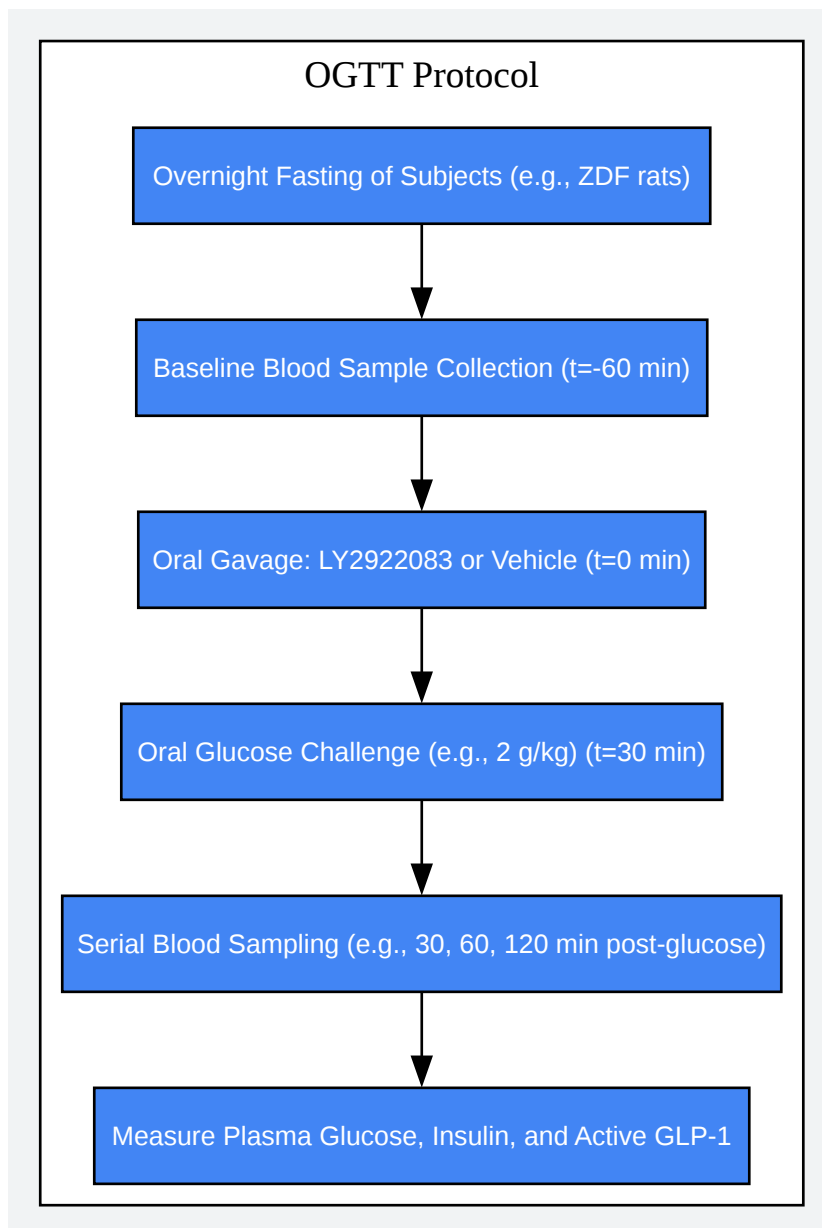 OGTT Protocol
Overnight Fasting of Subjects (e.g., ZDF rats)
Baseline Blood Sample Collection (t=-60 min)
Oral Gavage: LY2922083 or Vehicle (t=0 min)
Oral Glucose Challenge (e.g., 2 g/kg) (t=30 min)
Serial Blood Sampling (e.g., 30, 60, 120 min post-glucose)
Measure Plasma Glucose, Insulin, and Active GLP-1